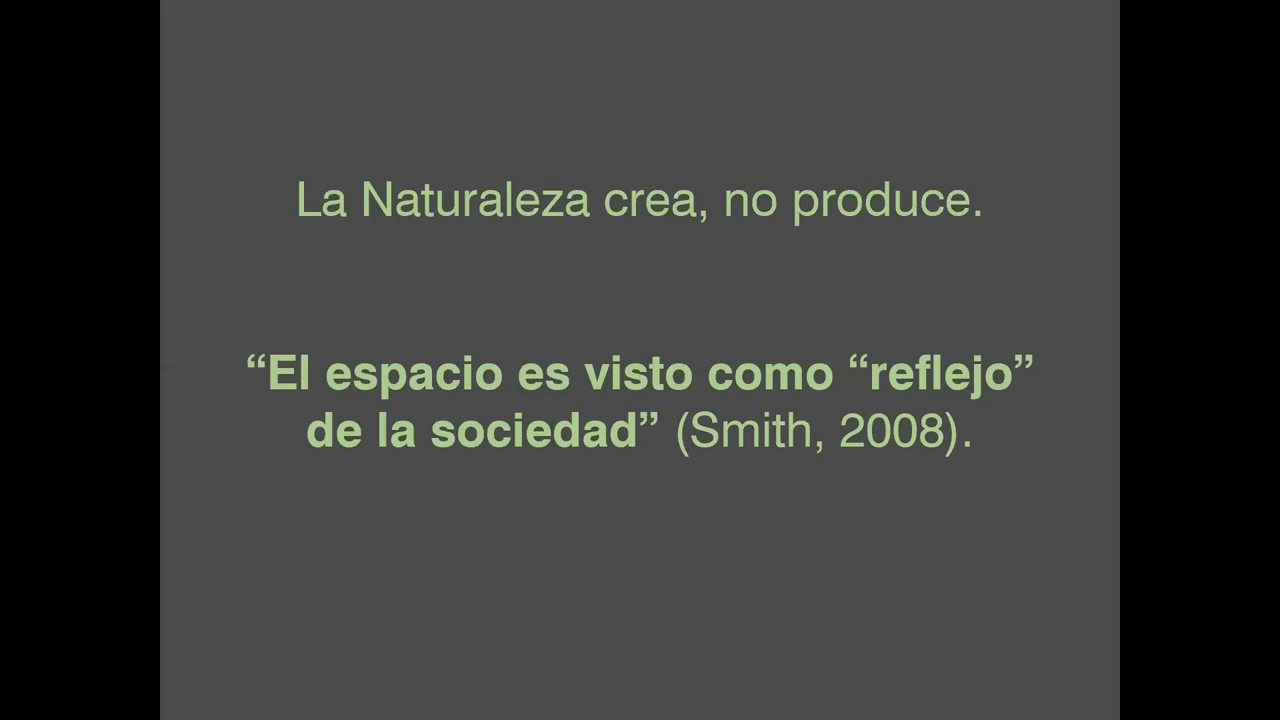 La Naturaleza crea, no produce.
“El espacio es visto como “reflejo”
de la sociedad” (Smith, 2008).